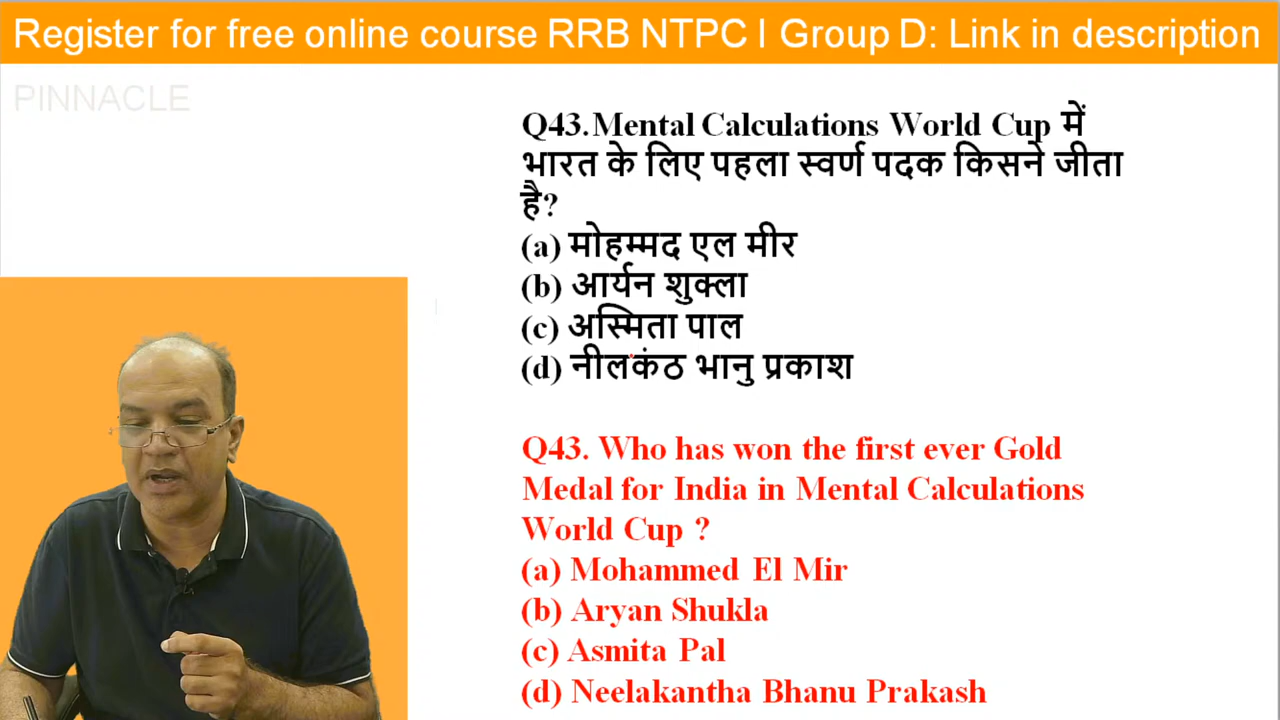 Register for free online course RRB NTPC I Group D: Link in description
PINNACLE
Q43.Mental Calculations World Cup में
भारत के लिए पहला स्वर्ण पदक किसने जीता
है?
(a) मोहम्मद एल मीर
(b) आर्यन शुक्ला
(c) अस्मिता पाल
(d) नीलकंठ भानु प्रकाश
Q43. Who has won the first ever Gold
Medal for India in Mental Calculations
World Cup ?
(a) Mohammed El Mir
(b) Aryan Shukla
(c) Asmita Pal
(d) Neelakantha Bhanu Prakash